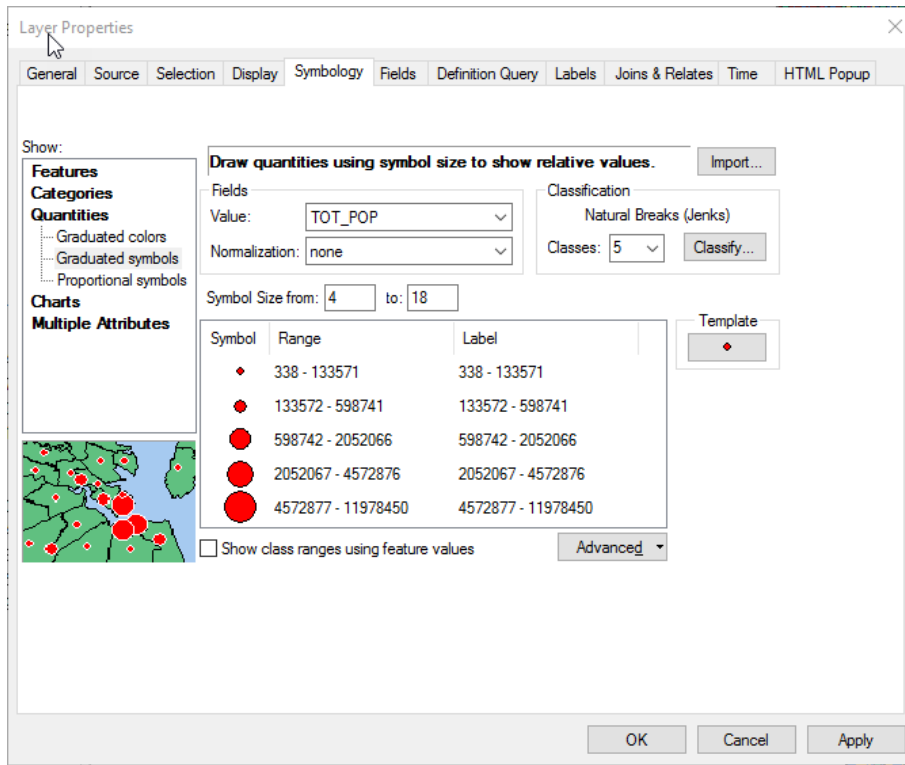 Layer Properties
General Source Selection Display Symbology Fields Definition Query Labels Joins & Relates Time HTML Popup
Show:
Features
Categories
Quantities
Graduated colors
Graduated symbols
Proportional symbols
Charts
Multiple Attributes
Draw quantities using symbol size to show relative values.
Import...
Fields
Value: TOT_POP
Normalization: none
Classification
Natural Breaks (Jenks)
Classes: 5 Classify...
Symbol Size from: 4 to: 18
Template
Symbol Range Label
338 - 133571 338 - 133571
133572 - 598741 133572 - 598741
598742 - 2052066 598742 - 2052066
2052067 - 4572876 2052067 - 4572876
4572877 - 11978450 4572877 - 11978450
Show class ranges using feature values
Advanced
OK Cancel Apply